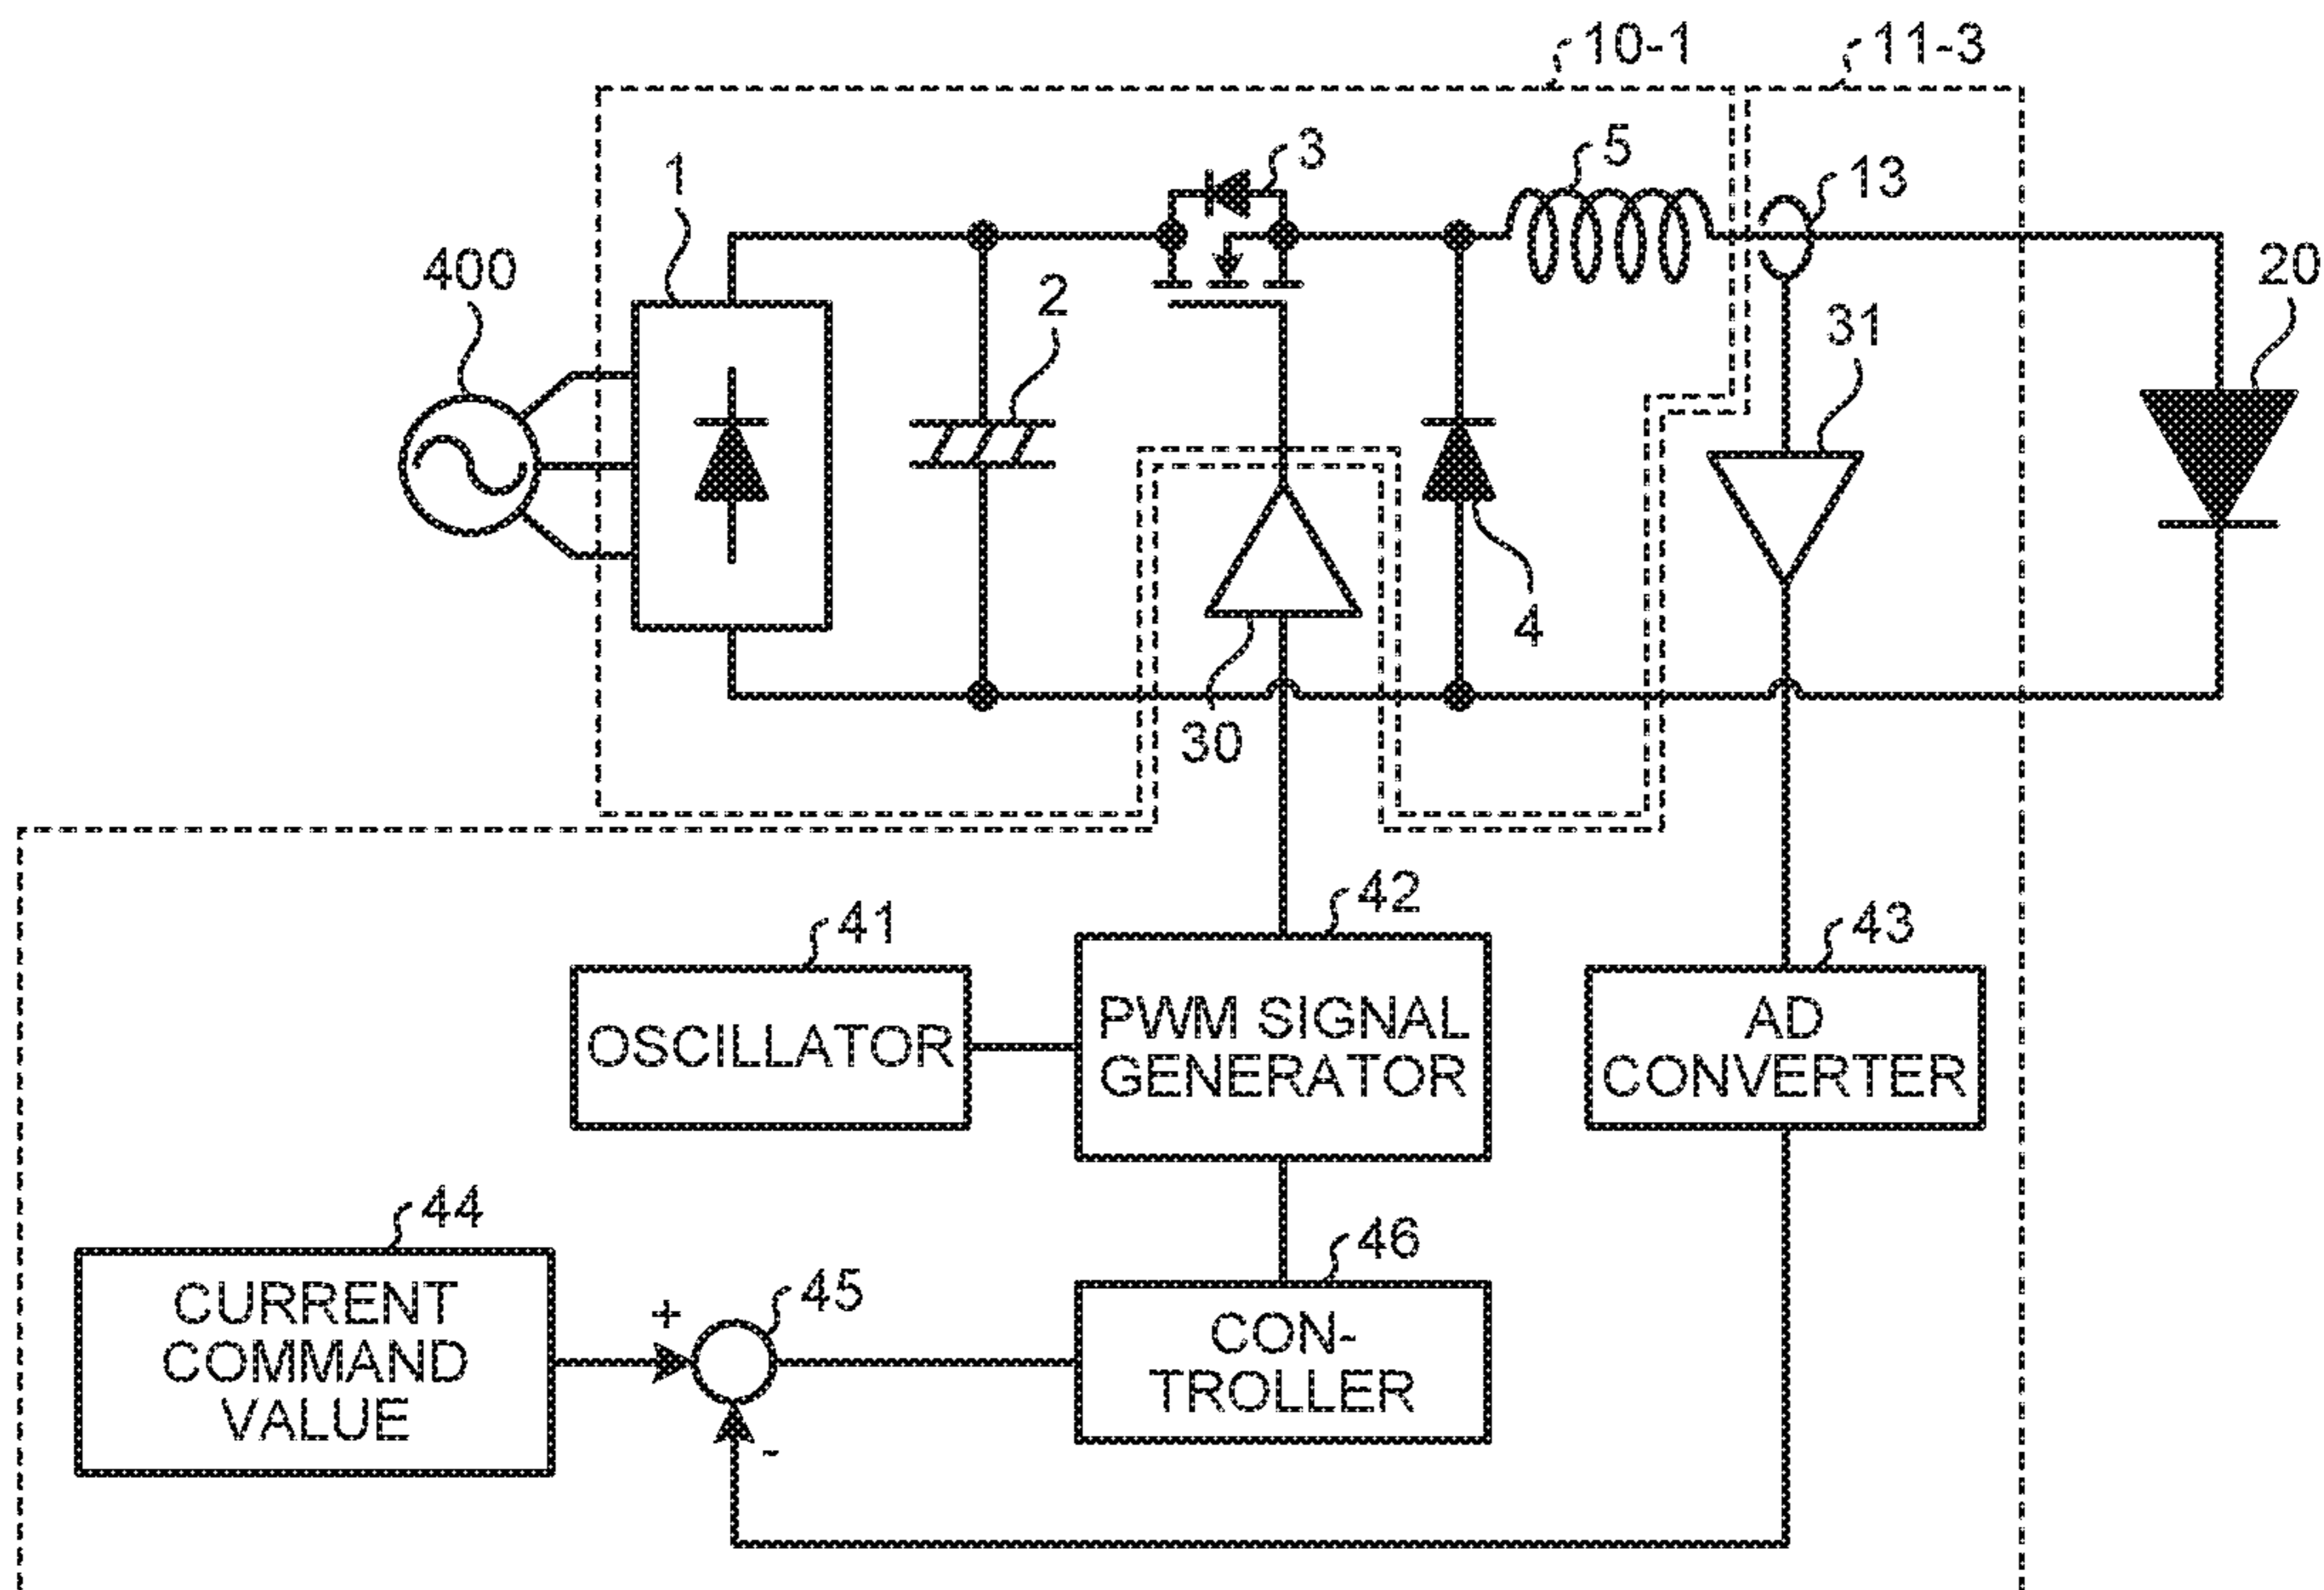 10-1
11-3
3
5
13
1
400
2
31
20
4
30
41
42
43
OSCILLATOR
PWM SIGNAL
GENERATOR
AD
CONVERTER
44
45
46
CURRENT
COMMAND
VALUE
+
-
CON-
TROLLER